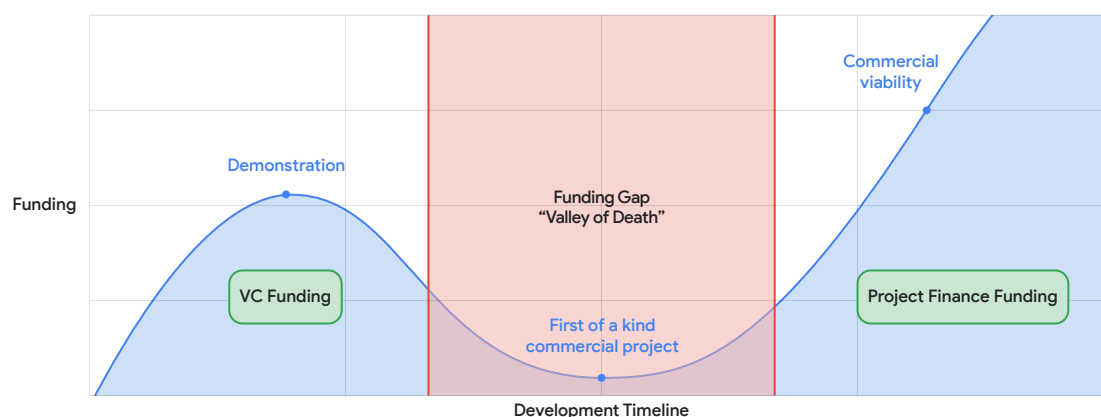 Commercial
viability
Demonstration
Funding
Funding Gap
“Valley of Death”
VC Funding
Project Finance Funding
First of a kind
commercial project
Development Timeline